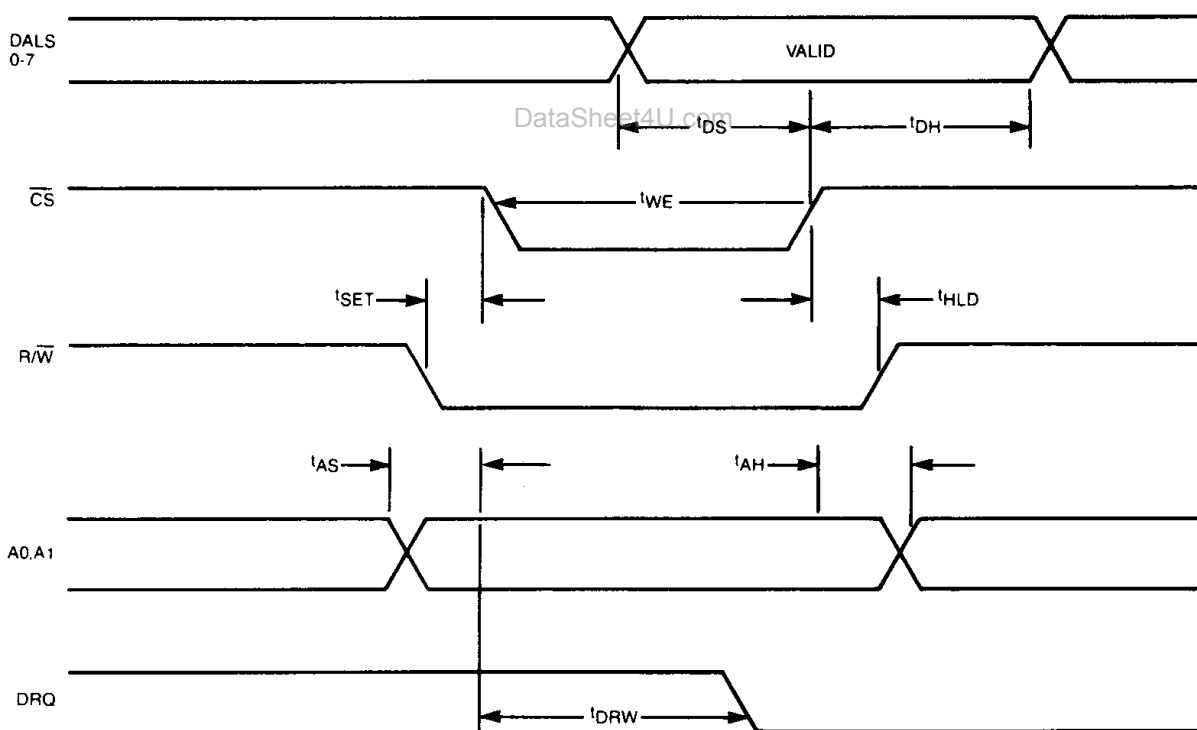 DALS
0-7
VALID
DataSheet4U.com
tDS
tDH
CS
tWE
tSET
tHLD
R/W
tAS
tAH
A0,A1
DRQ
tDRW